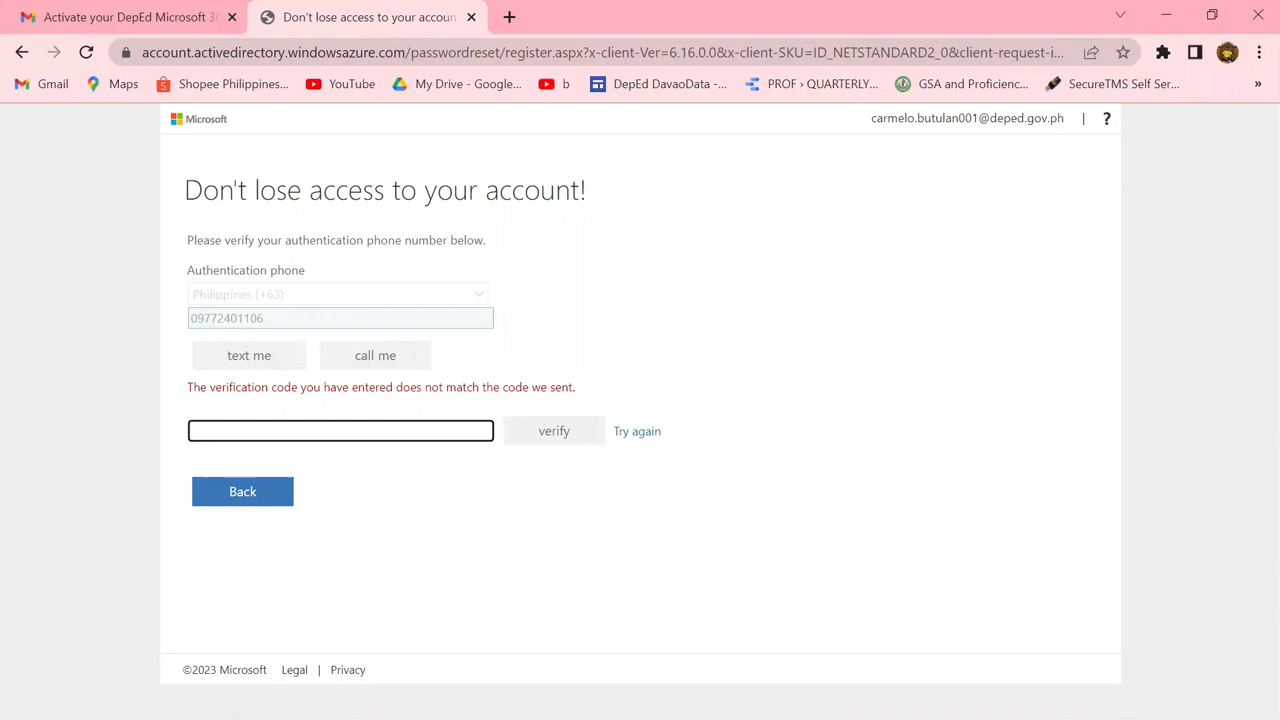 Activate your DepEd Microsoft 36
Don't lose access to your accoun
account.activedirectory.windowsazure.com/passwordreset/register.aspx?x-client-Ver=6.16.0.0&x-client-SKU=ID_NETSTANDARD2_0&client-request-i...
Gmail
Maps
Shopee Philippines...
YouTube
My Drive - Google...
b
DepEd DavaoData -...
PROF › QUARTERLY...
GSA and Proficienc...
SecureTMS Self Ser...
»
Microsoft
carmelo.butulan001@deped.gov.ph | ?
Don't lose access to your account!
Please verify your authentication phone number below.
Authentication phone
Philippines (+63)
09772401106
text me
call me
The verification code you have entered does not match the code we sent.
verify
Try again
Back
©2023 Microsoft Legal | Privacy